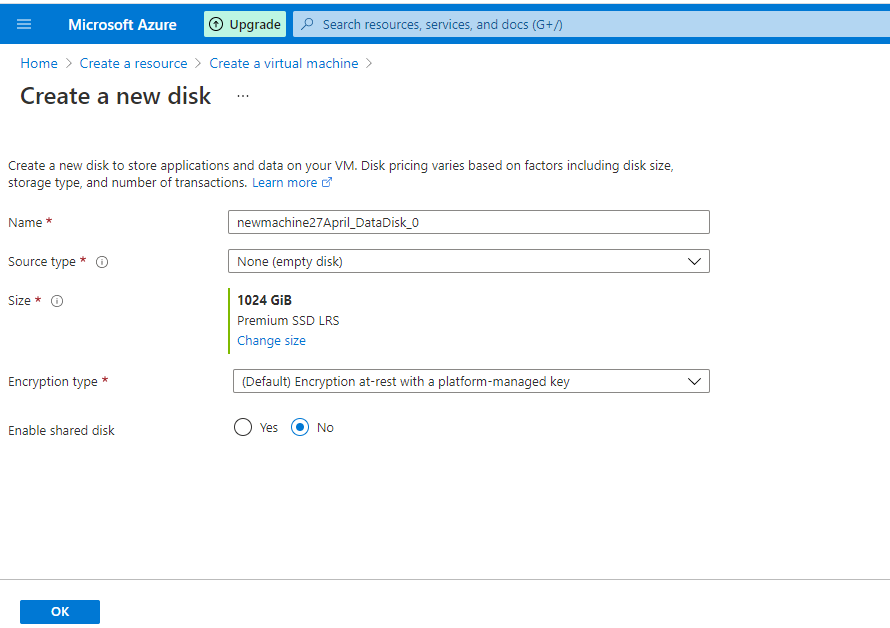 Microsoft Azure
Upgrade
Search resources, services, and docs (G+/)
Home > Create a resource > Create a virtual machine >
Create a new disk ...
Create a new disk to store applications and data on your VM. Disk pricing varies based on factors including disk size,
storage type, and number of transactions. Learn more
Name *
newmachine27April_DataDisk_0
Source type *
None (empty disk)
Size *
1024 GiB
Premium SSD LRS
Change size
Encryption type *
(Default) Encryption at-rest with a platform-managed key
Enable shared disk
Yes
No
OK